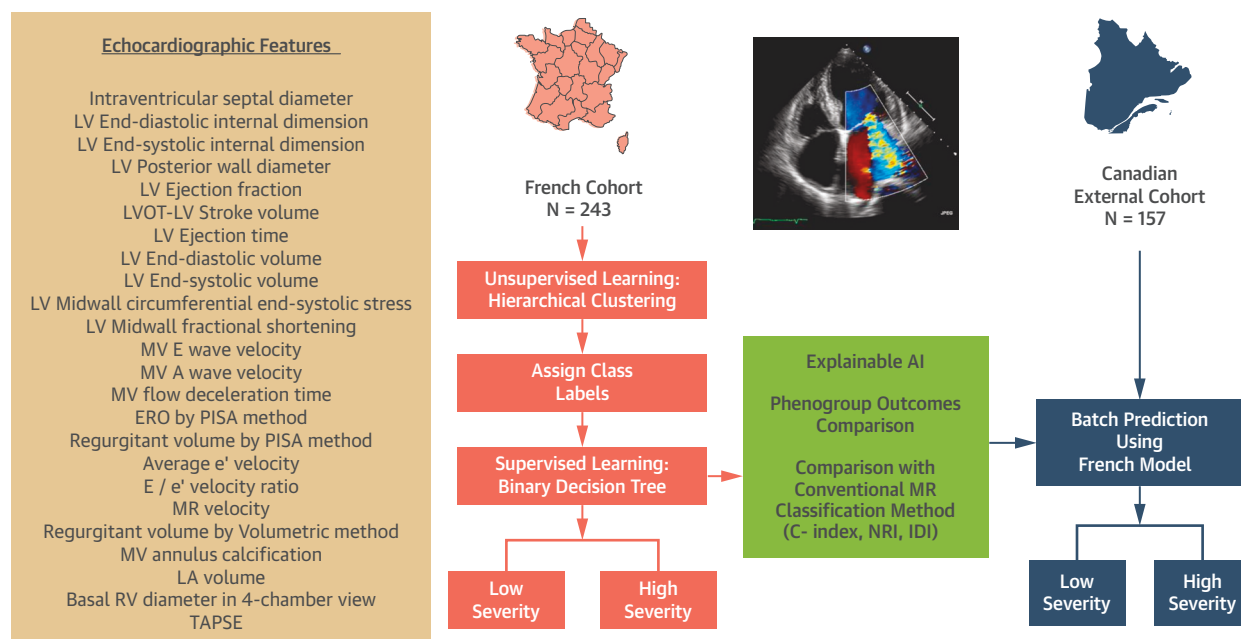 Echocardiographic Features
Intraventricular septal diameter
LV End-diastolic internal dimension
LV End-systolic internal dimension
LV Posterior wall diameter
LV Ejection fraction
LVOT-LV Stroke volume
LV Ejection time
LV End-diastolic volume
LV End-systolic volume
LV Midwall circumferential end-systolic stress
LV Midwall fractional shortening
MV E wave velocity
MV A wave velocity
MV flow deceleration time
ERO by PISA method
Regurgitant volume by PISA method
Average e' velocity
E / e' velocity ratio
MR velocity
Regurgitant volume by Volumetric method
MV annulus calcification
LA volume
Basal RV diameter in 4-chamber view
TAPSE
French Cohort
N = 243
Unsupervised Learning:
Hierarchical Clustering
Assign Class
Labels
Supervised Learning:
Binary Decision Tree
Low
Severity
High
Severity
JPEG
Explainable AI
Phenogroup Outcomes
Comparison
Comparison with
Conventional MR
Classification Method
(C- index, NRI, IDI)
Canadian
External Cohort
N = 157
Batch Prediction
Using
French Model
Low
Severity
High
Severity